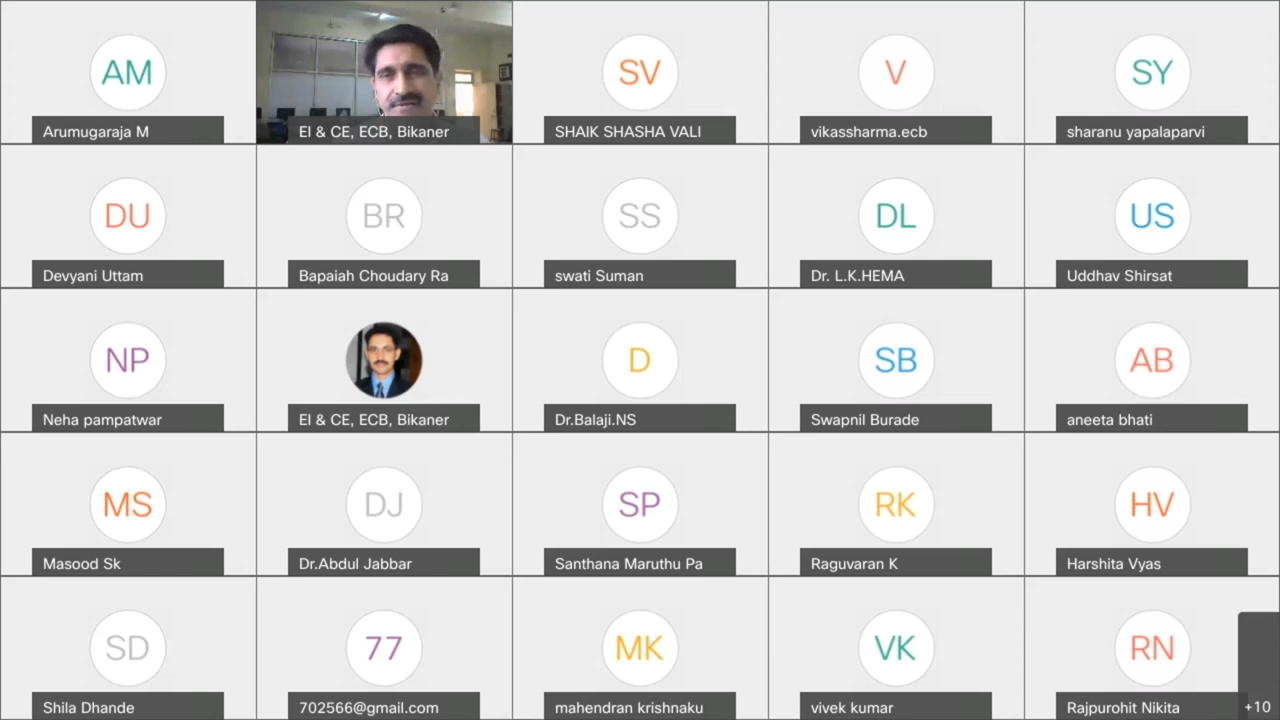 AM
Arumugaraja M
EI & CE, ECB, Bikaner
SV
SHAIK SHASHA VALI
V
vikassharma.ecb
SY
sharanu yapalaparvi
DU
Devyani Uttam
BR
Bapaiah Choudary Ra
SS
swati Suman
DL
Dr. L.K.HEMA
US
Uddhav Shirsat
NP
Neha pampatwar
EI & CE, ECB, Bikaner
D
Dr.Balaji.NS
SB
Swapnil Burade
AB
aneeta bhati
MS
Masood Sk
DJ
Dr.Abdul Jabbar
SP
Santhana Maruthu Pa
RK
Raguvaran K
HV
Harshita Vyas
SD
Shila Dhande
77
702566@gmail.com
MK
mahendran krishnaku
VK
vivek kumar
RN
Rajpurohit Nikita
+10